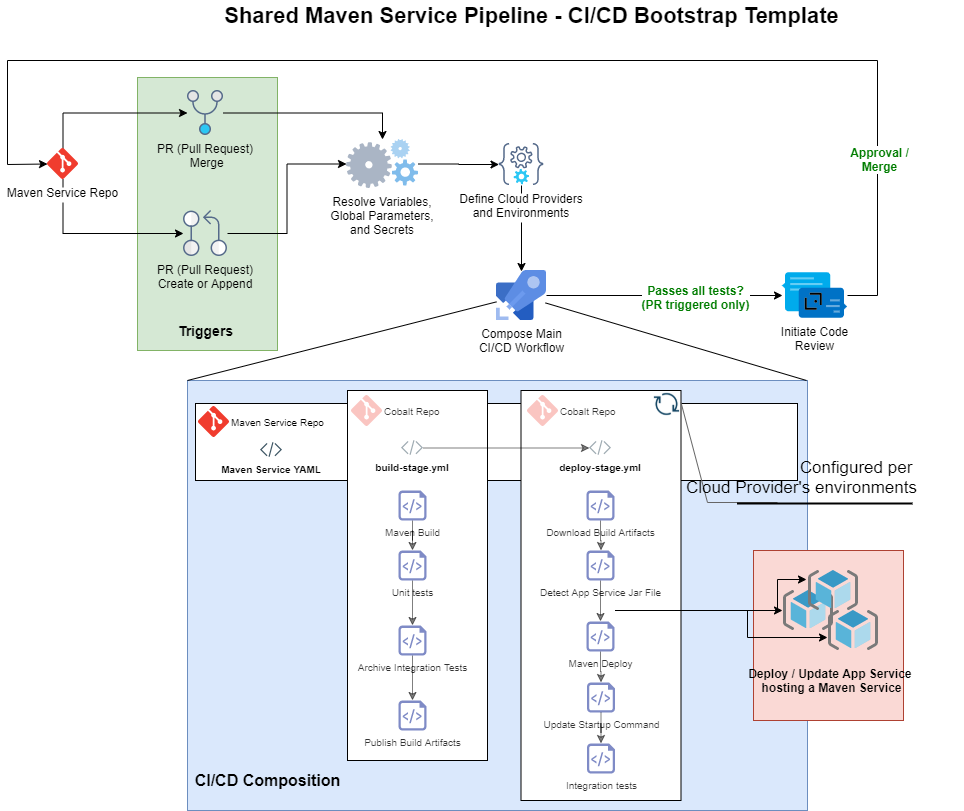 Shared Maven Service Pipeline - CI/CD Bootstrap Template
PR (Pull Request)
Merge
Maven Service Repo
PR (Pull Request)
Create or Append
Triggers
Resolve Variables,
Global Parameters,
and Secrets
Define Cloud Providers
and Environments
Approval /
Merge
Compose Main
CI/CD Workflow
Passes all tests?
(PR triggered only)
Initiate Code
Review
Maven Service Repo
</>
Maven Service YAML
Cobalt Repo
</>
build-stage.yml
</>
Maven Build
</>
Unit tests
</>
Archive Integration Tests
</>
Publish Build Artifacts
Cobalt Repo
</>
deploy-stage.yml
</>
Download Build Artifacts
</>
Detect App Service Jar File
</>
Maven Deploy
</>
Update Startup Command
</>
Integration tests
Configured per
Cloud Provider's environments
Deploy / Update App Service
hosting a Maven Service
CI/CD Composition